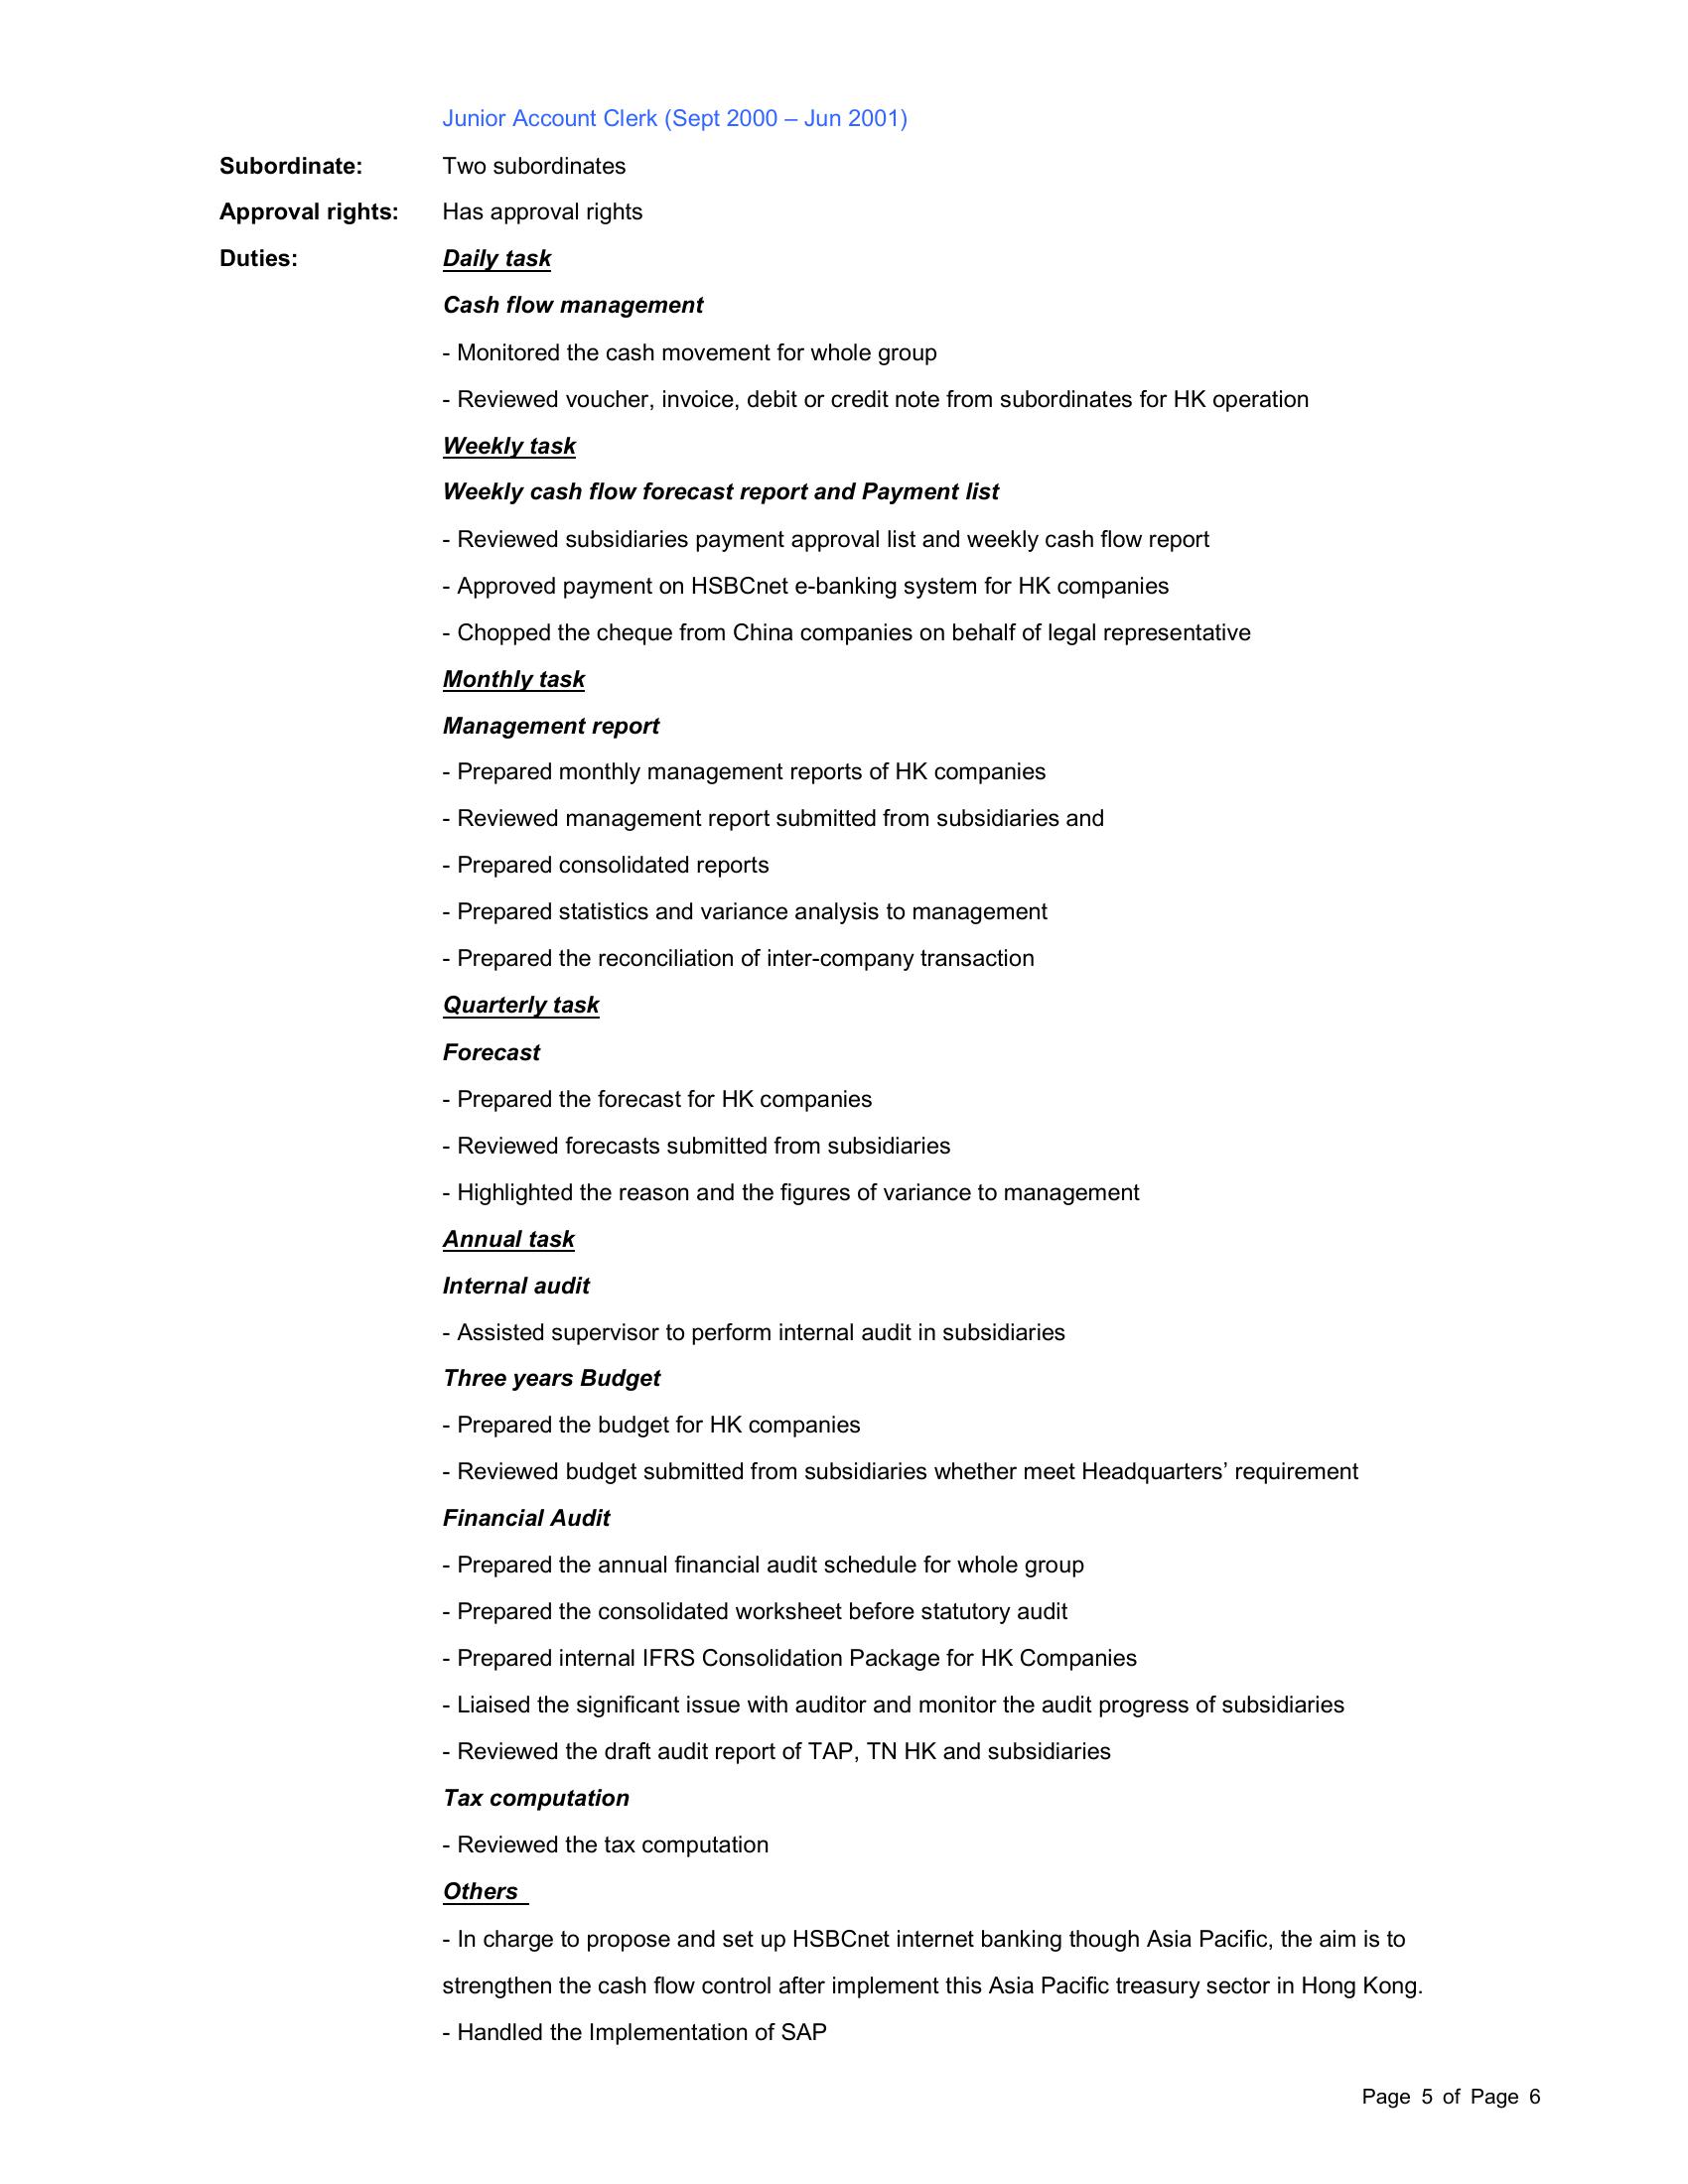 Junior Account Clerk (Sept 2000 – Jun 2001)
Subordinate: Two subordinates
Approval rights: Has approval rights
Duties: Daily task
Cash flow management
- Monitored the cash movement for whole group
- Reviewed voucher, invoice, debit or credit note from subordinates for HK operation
Weekly task
Weekly cash flow forecast report and Payment list
- Reviewed subsidiaries payment approval list and weekly cash flow report
- Approved payment on HSBCnet e-banking system for HK companies
- Chopped the cheque from China companies on behalf of legal representative
Monthly task
Management report
- Prepared monthly management reports of HK companies
- Reviewed management report submitted from subsidiaries and
- Prepared consolidated reports
- Prepared statistics and variance analysis to management
- Prepared the reconciliation of inter-company transaction
Quarterly task
Forecast
- Prepared the forecast for HK companies
- Reviewed forecasts submitted from subsidiaries
- Highlighted the reason and the figures of variance to management
Annual task
Internal audit
- Assisted supervisor to perform internal audit in subsidiaries
Three years Budget
- Prepared the budget for HK companies
- Reviewed budget submitted from subsidiaries whether meet Headquarters’ requirement
Financial Audit
- Prepared the annual financial audit schedule for whole group
- Prepared the consolidated worksheet before statutory audit
- Prepared internal IFRS Consolidation Package for HK Companies
- Liaised the significant issue with auditor and monitor the audit progress of subsidiaries
- Reviewed the draft audit report of TAP, TN HK and subsidiaries
Tax computation
- Reviewed the tax computation
Others
- In charge to propose and set up HSBCnet internet banking though Asia Pacific, the aim is to
strengthen the cash flow control after implement this Asia Pacific treasury sector in Hong Kong.
- Handled the Implementation of SAP
Page 5 of Page 6